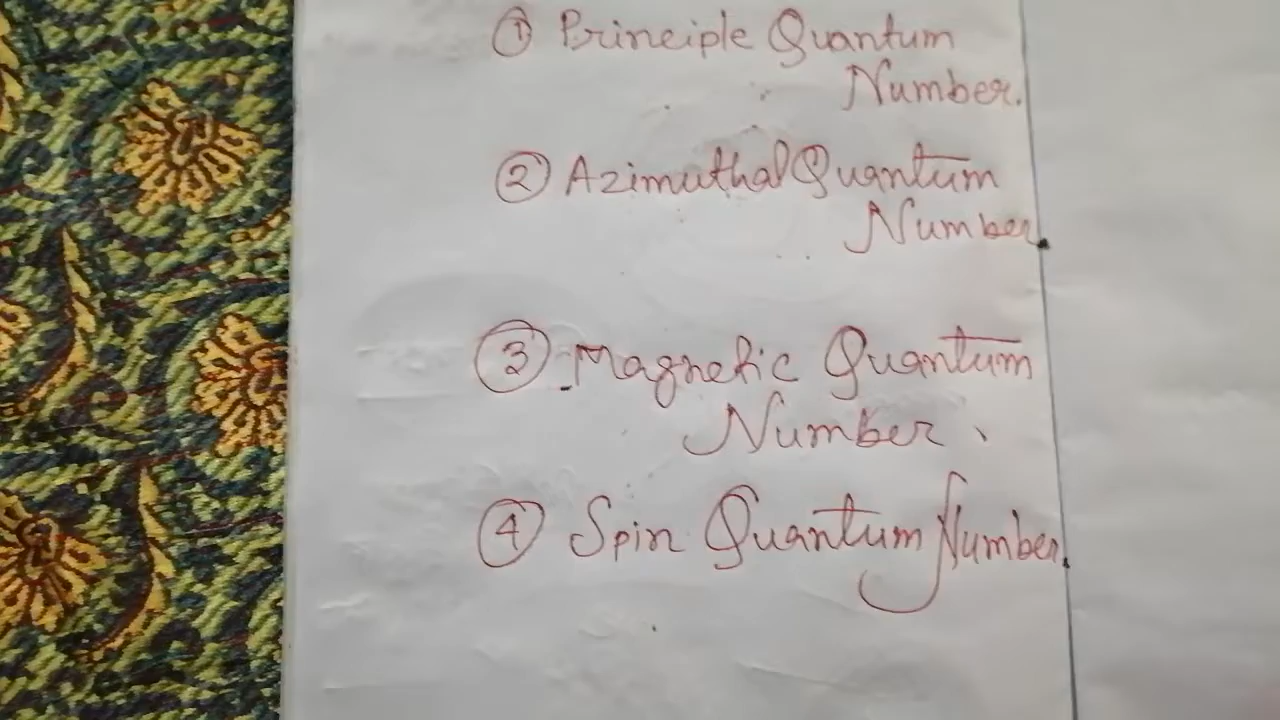 ① Principle Quantum
Number.
② Azimuthal Quantum
Number.
③ Magnetic Quantum
Number.
④ Spin Quantum Number.